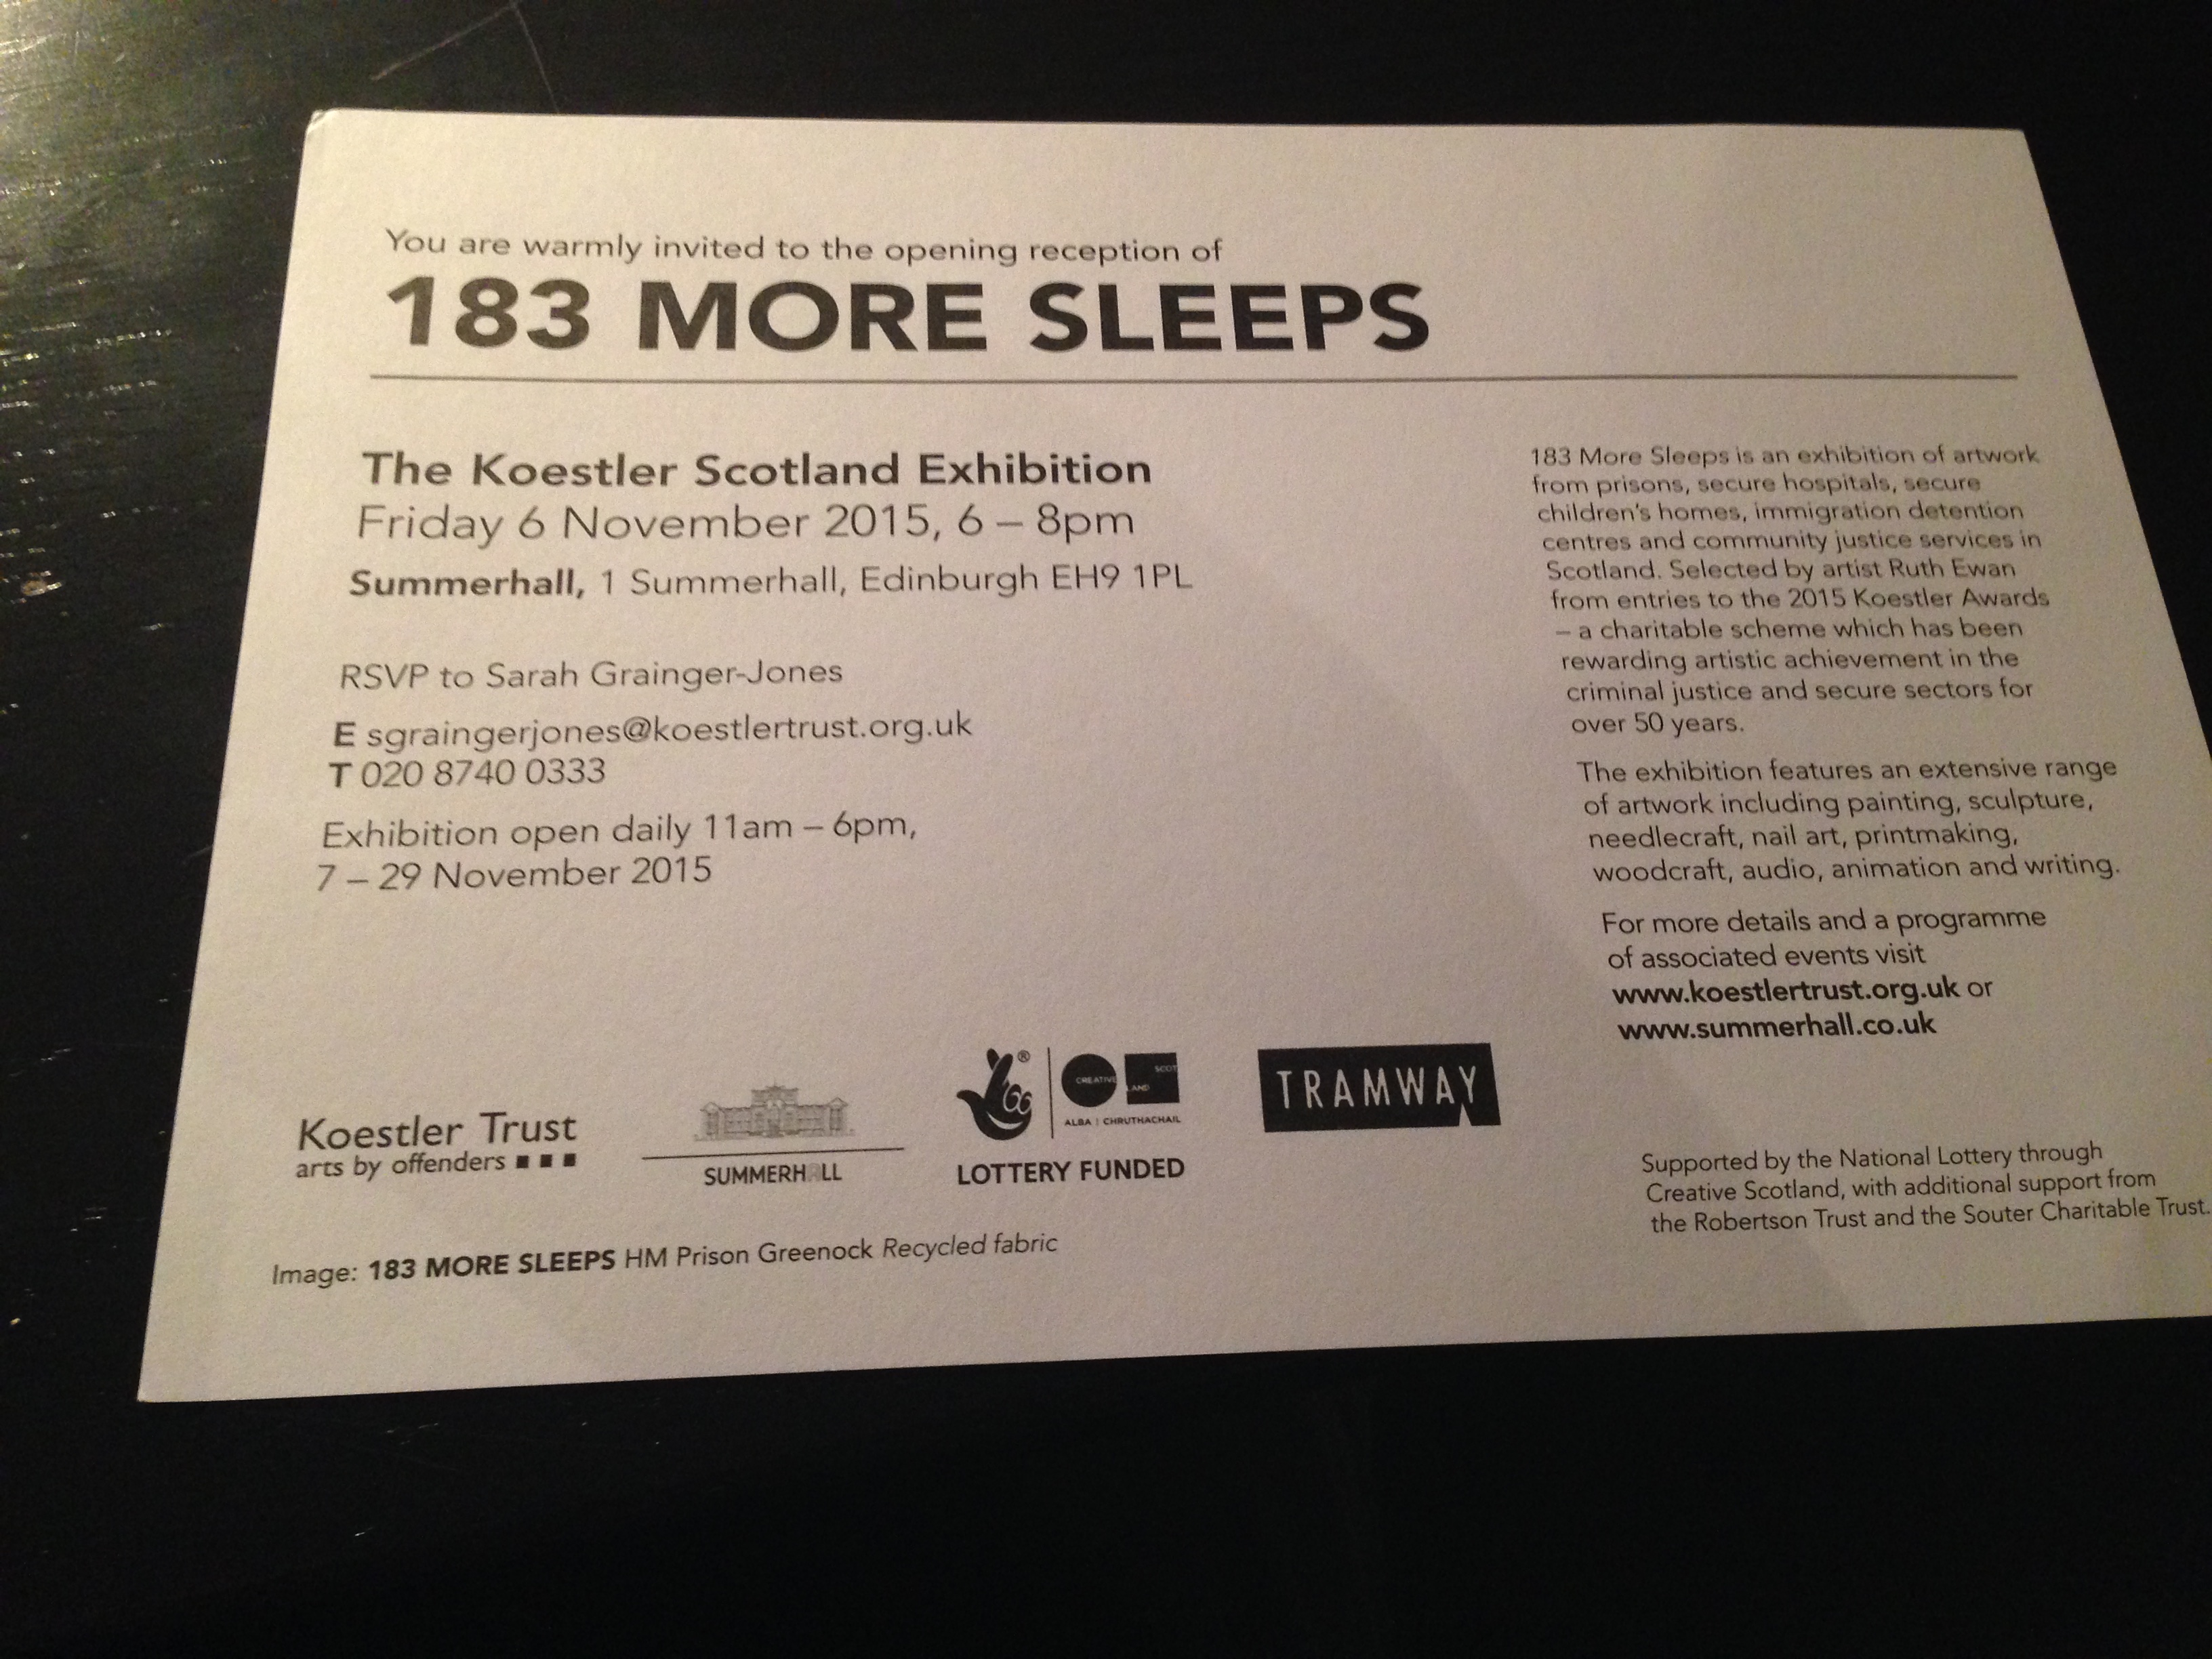 You are warmly invited to the opening reception of
183 MORE SLEEPS
The Koestler Scotland Exhibition
Friday 6 November 2015, 6 – 8pm
Summerhall, 1 Summerhall, Edinburgh EH9 1PL
RSVP to Sarah Grainger-Jones
E sgraingerjones@koestlertrust.org.uk
T 020 8740 0333
Exhibition open daily 11am – 6pm,
7 – 29 November 2015
183 More Sleeps is an exhibition of artwork
from prisons, secure hospitals, secure
children's homes, immigration detention
centres and community justice services in
Scotland. Selected by artist Ruth Ewan
from entries to the 2015 Koestler Awards
– a charitable scheme which has been
rewarding artistic achievement in the
criminal justice and secure sectors for
over 50 years.
The exhibition features an extensive range
of artwork including painting, sculpture,
needlecraft, nail art, printmaking,
woodcraft, audio, animation and writing.
For more details and a programme
of associated events visit
www.koestlertrust.org.uk or
www.summerhall.co.uk
Koestler Trust
arts by offenders
SUMMERHALL
®
CREATIVE
SCOT
LAND
ALBA | CHRUTHACHAIL
LOTTERY FUNDED
TRAMWAY
Supported by the National Lottery through
Creative Scotland, with additional support from
the Robertson Trust and the Souter Charitable Trust.
Image: 183 MORE SLEEPS HM Prison Greenock Recycled fabric